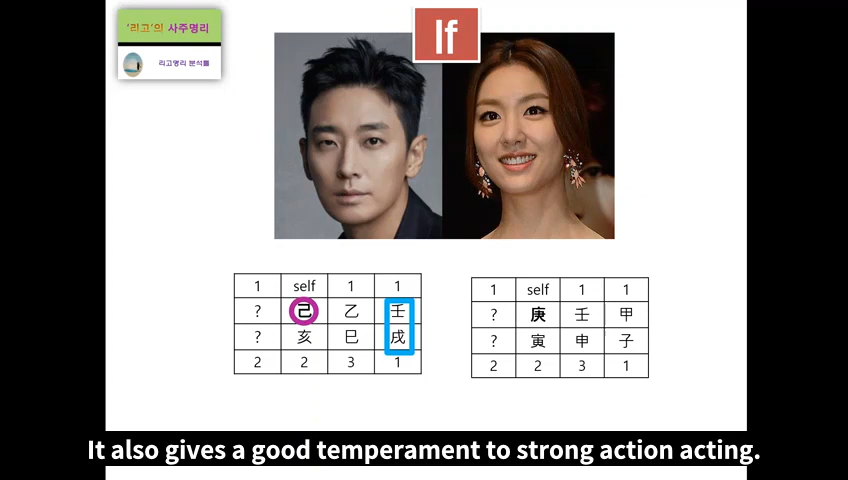 '리고'의 사주명리
리고명리 분석틀
If
1 self 1 1
? 己 乙 壬
? 亥 巳 戌
2 2 3 1
1 self 1 1
? 庚 壬 甲
? 寅 申 子
2 2 3 1
It also gives a good temperament to strong action acting.